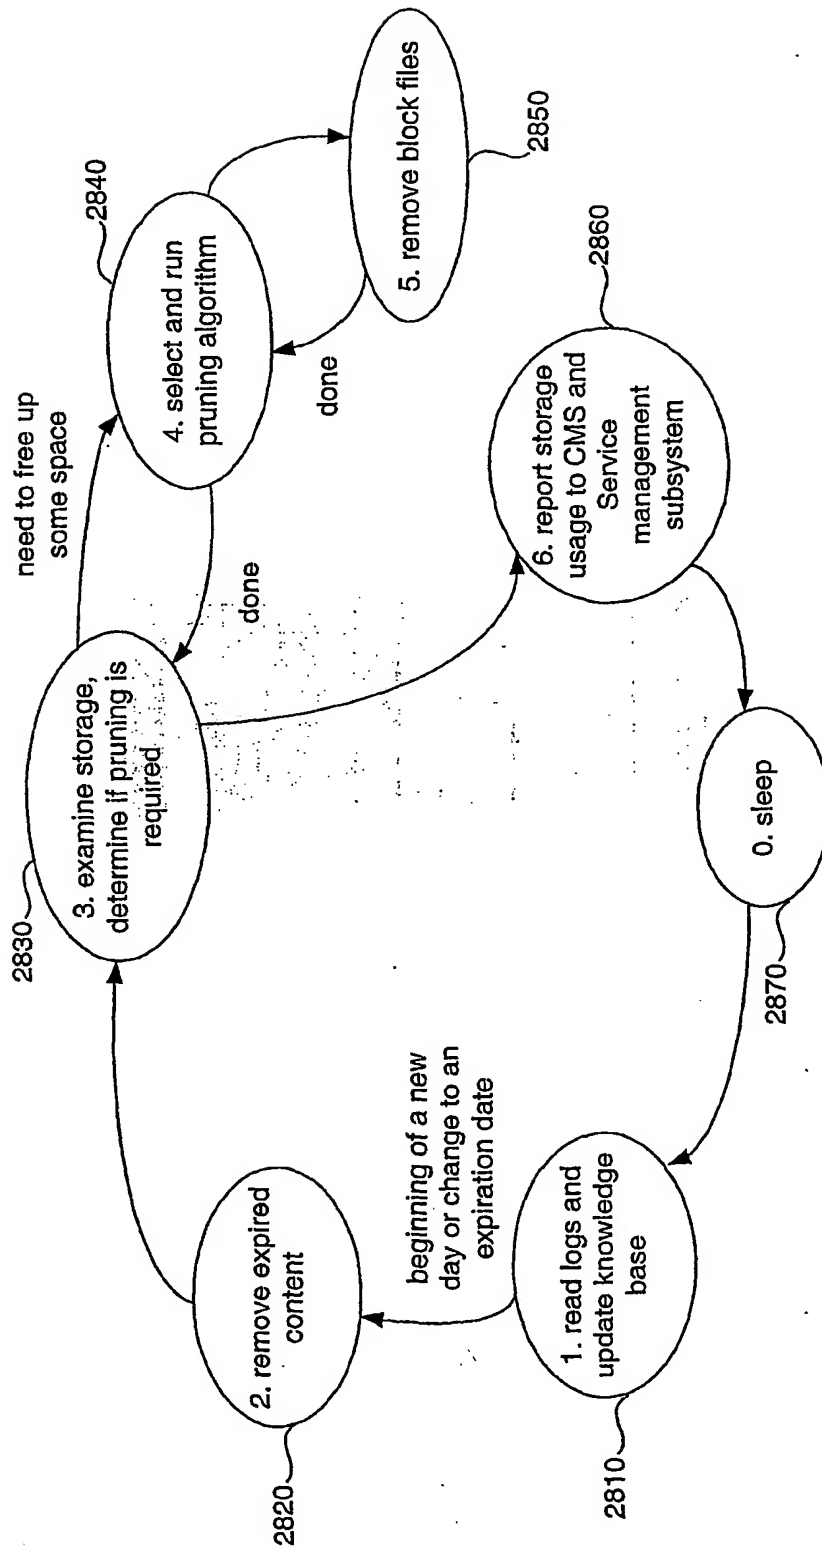 2840
need to free up
some space
4. select and run
pruning algorithm
5. remove block files
2850
done
done
2830
3. examine storage,
determine if pruning is
required
2860
6. report storage
usage to CMS and
Service
management
subsystem
2820
2. remove expired
content
beginning of a new
day or change to an
expiration date
2810
1. read logs and
update knowledge
base
2870
0. sleep